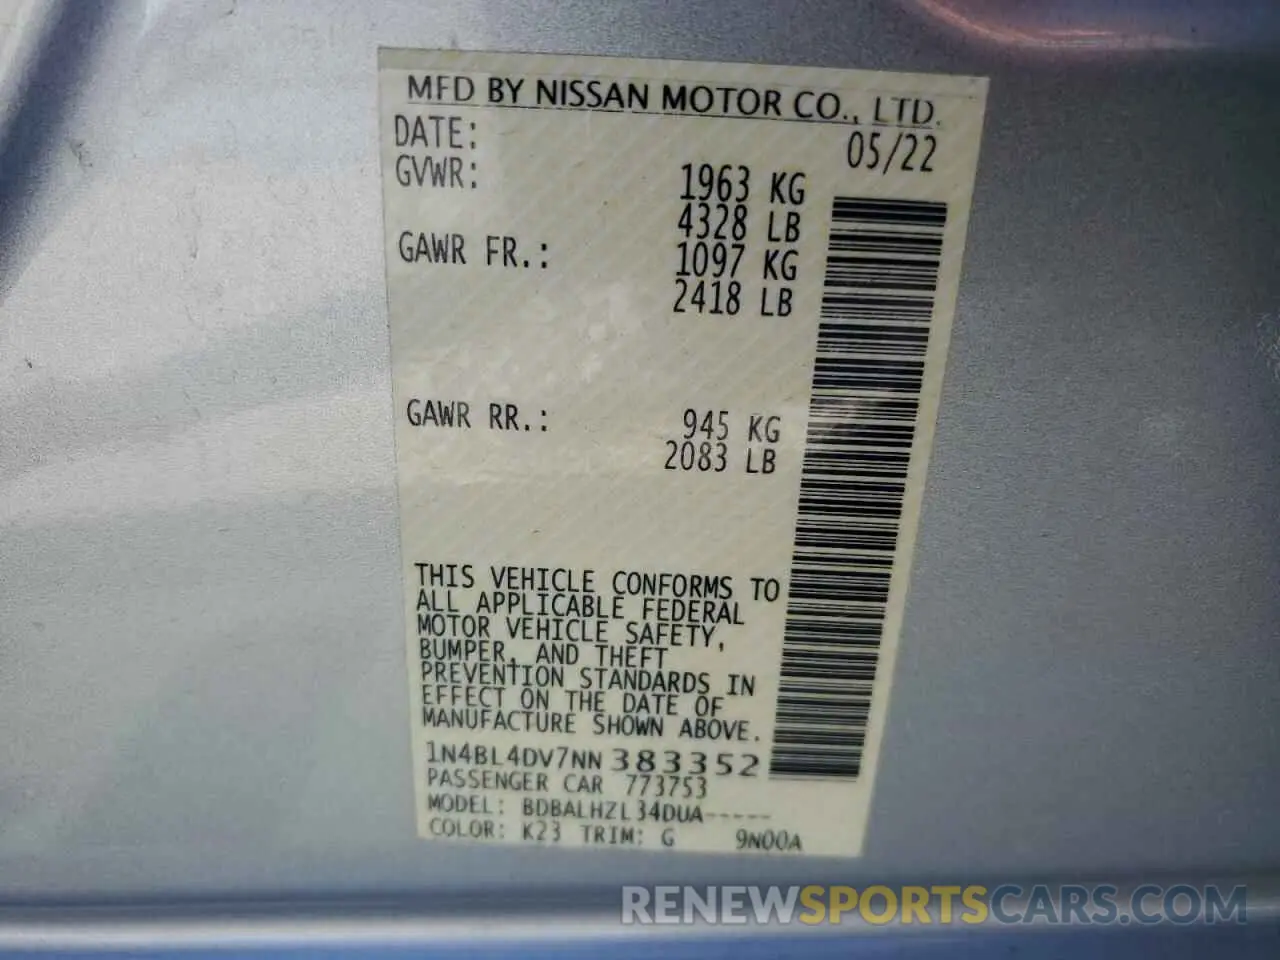 MFD BY NISSAN MOTOR CO., LTD.
DATE: 05/22
GVWR: 1963 KG
4328 LB
GAWR FR.: 1097 KG
2418 LB
GAWR RR.: 945 KG
2083 LB
THIS VEHICLE CONFORMS TO
ALL APPLICABLE FEDERAL
MOTOR VEHICLE SAFETY,
BUMPER, AND THEFT
PREVENTION STANDARDS IN
EFFECT ON THE DATE OF
MANUFACTURE SHOWN ABOVE.
1N4BL4DV7NN383352
PASSENGER CAR 773753
MODEL: BDBALHZL34DUA-----
COLOR: K23 TRIM: G 9N00A
RENEWSPORTSCARS.COM